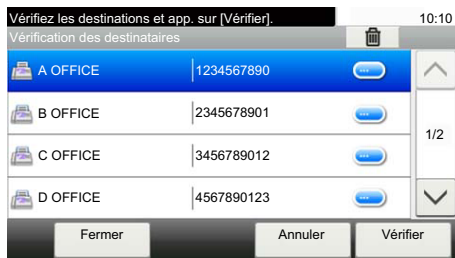 Vérifiez les destinations et app. sur [Vérifier]. 10:10
Vérification des destinataires
A OFFICE 1234567890
B OFFICE 2345678901
1/2
C OFFICE 3456789012
D OFFICE 4567890123
Fermer Annuler Vérifier